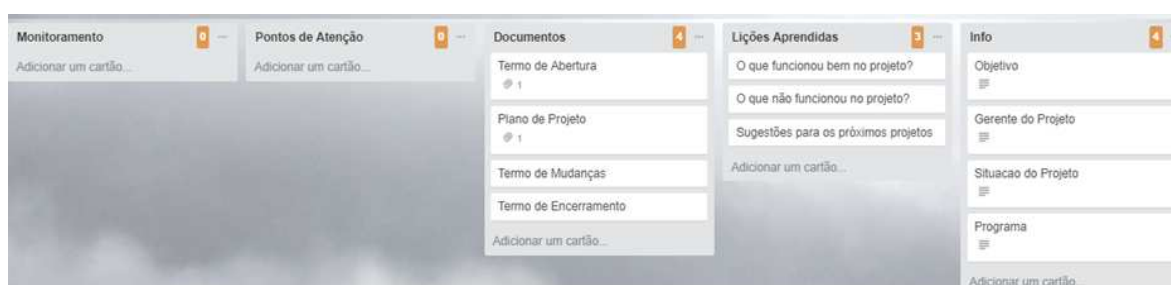 Monitoramento
0
Adicionar um cartão...
Pontos de Atenção
0
Adicionar um cartão...
Documentos
4
Termo de Abertura
1
Plano de Projeto
1
Termo de Mudanças
Termo de Encerramento
Adicionar um cartão...
Lições Aprendidas
3
O que funcionou bem no projeto?
O que não funcionou no projeto?
Sugestões para os próximos projetos
Adicionar um cartão...
Info
4
Objetivo
Gerente do Projeto
Situacao do Projeto
Programa
Adicionar um cartão...